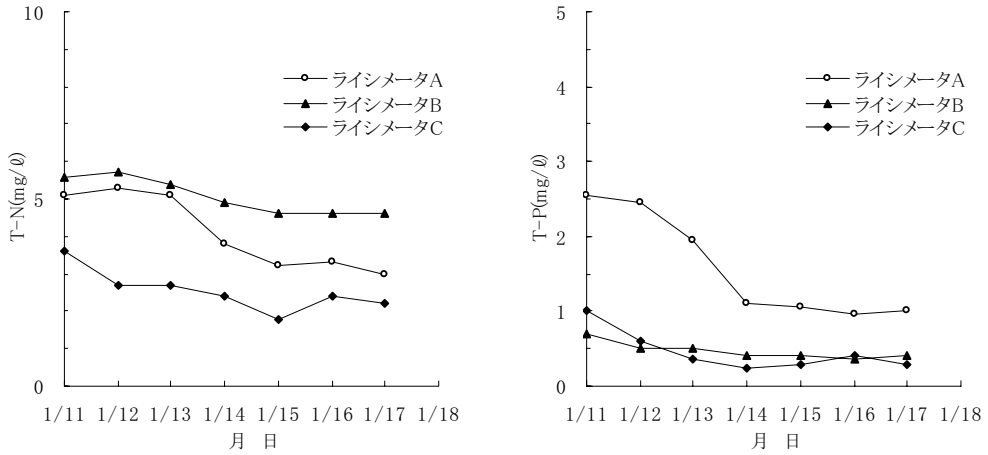 10
5
0
T-N(mg/ℓ)
ライシメータA
ライシメータB
ライシメータC
1/11 1/12 1/13 1/14 1/15 1/16 1/17 1/18
月 日
5
4
3
2
1
0
T-P(mg/ℓ)
ライシメータA
ライシメータB
ライシメータC
1/11 1/12 1/13 1/14 1/15 1/16 1/17 1/18
月 日